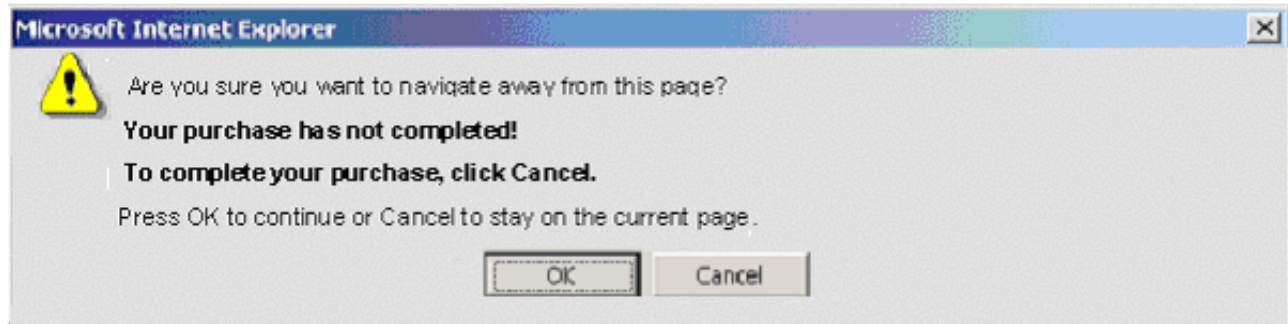 Microsoft Internet Explorer
Are you sure you want to navigate away from this page?
Your purchase has not completed!
To complete your purchase, click Cancel.
Press OK to continue or Cancel to stay on the current page.
OK Cancel